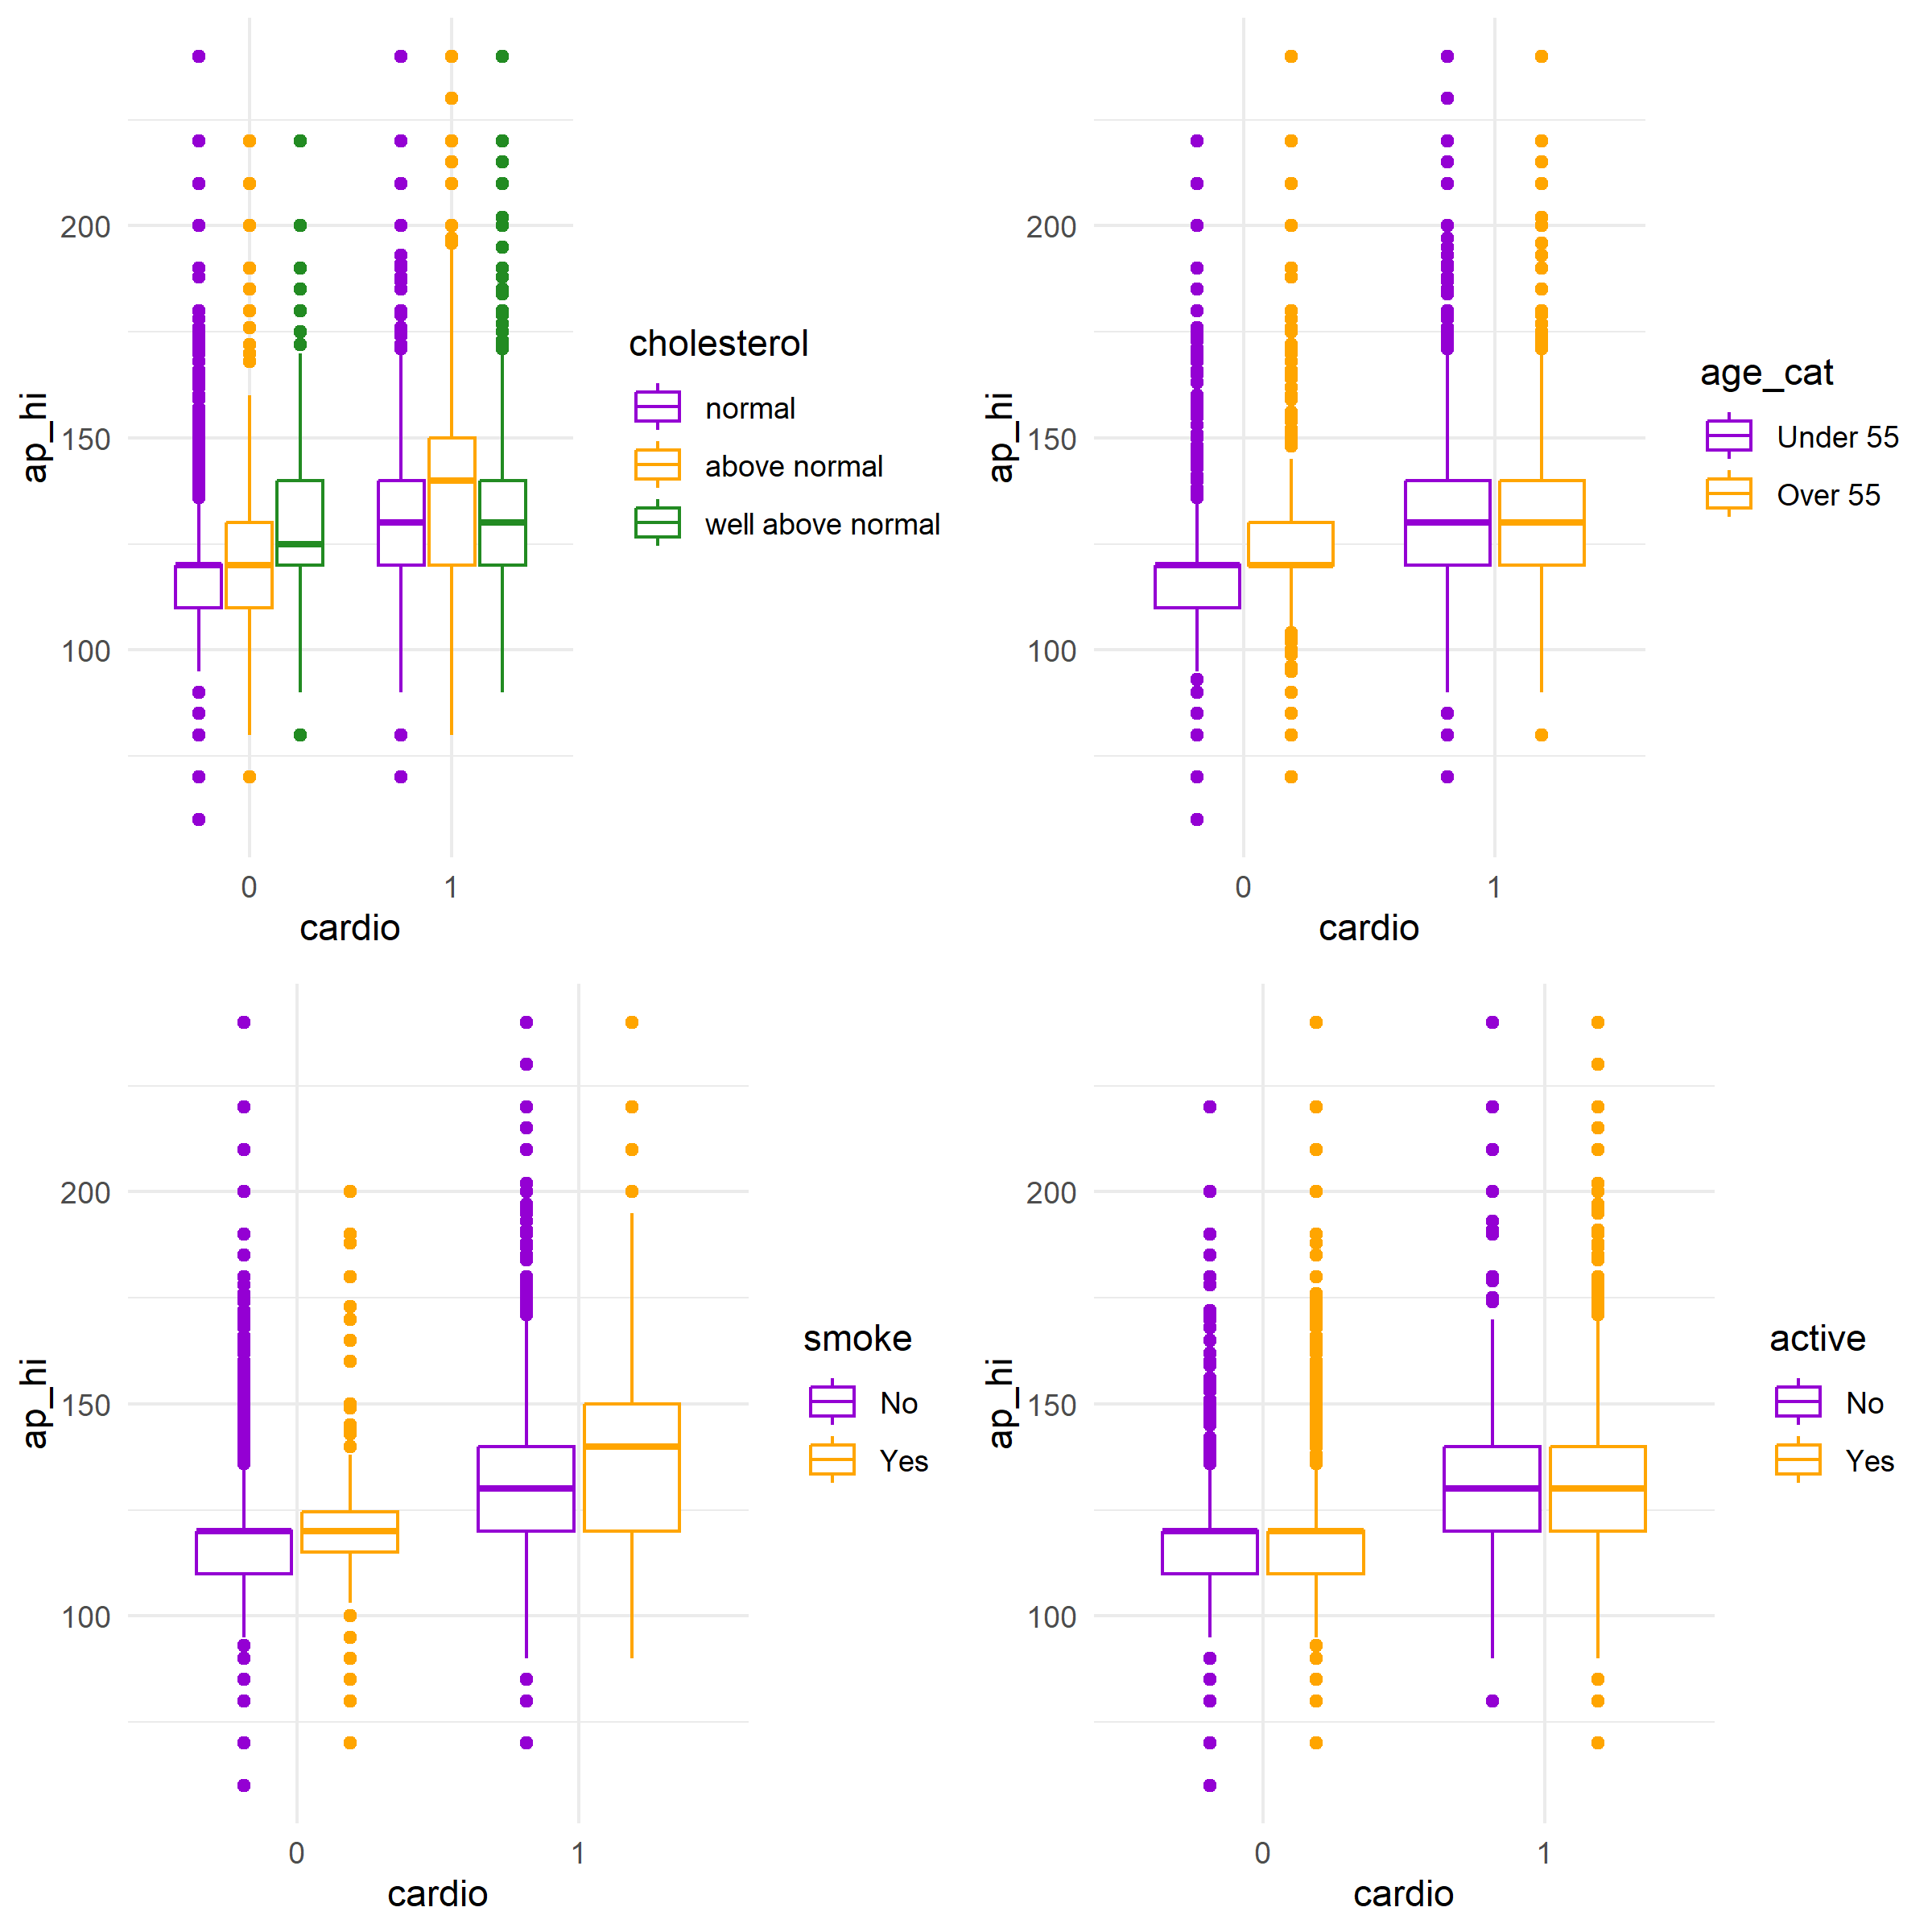 ap_hi
200
150
100
0 1
cardio
cholesterol
normal
above normal
well above normal
ap_hi
200
150
100
0 1
cardio
age_cat
Under 55
Over 55
ap_hi
200
150
100
0 1
cardio
smoke
No
Yes
ap_hi
200
150
100
0 1
cardio
active
No
Yes